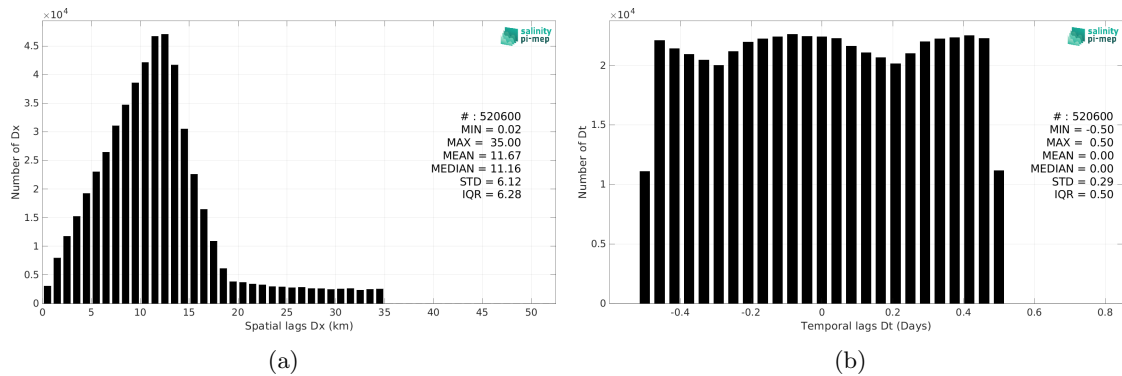 ×10⁴
4.5
4
3.5
3
2.5
2
1.5
1
0.5
0
Number of Dx
0 5 10 15 20 25 30 35 40 45 50
Spatial lags Dx (km)
salinity
pi-mep
# : 520600
MIN = 0.02
MAX = 35.00
MEAN = 11.67
MEDIAN = 11.16
STD = 6.12
IQR = 6.28
(a)
×10⁴
2
1.5
1
0.5
0
Number of Dt
-0.4 -0.2 0 0.2 0.4 0.6 0.8
Temporal lags Dt (Days)
salinity
pi-mep
# : 520600
MIN = -0.50
MAX = 0.50
MEAN = 0.00
MEDIAN = 0.00
STD = 0.29
IQR = 0.50
(b)